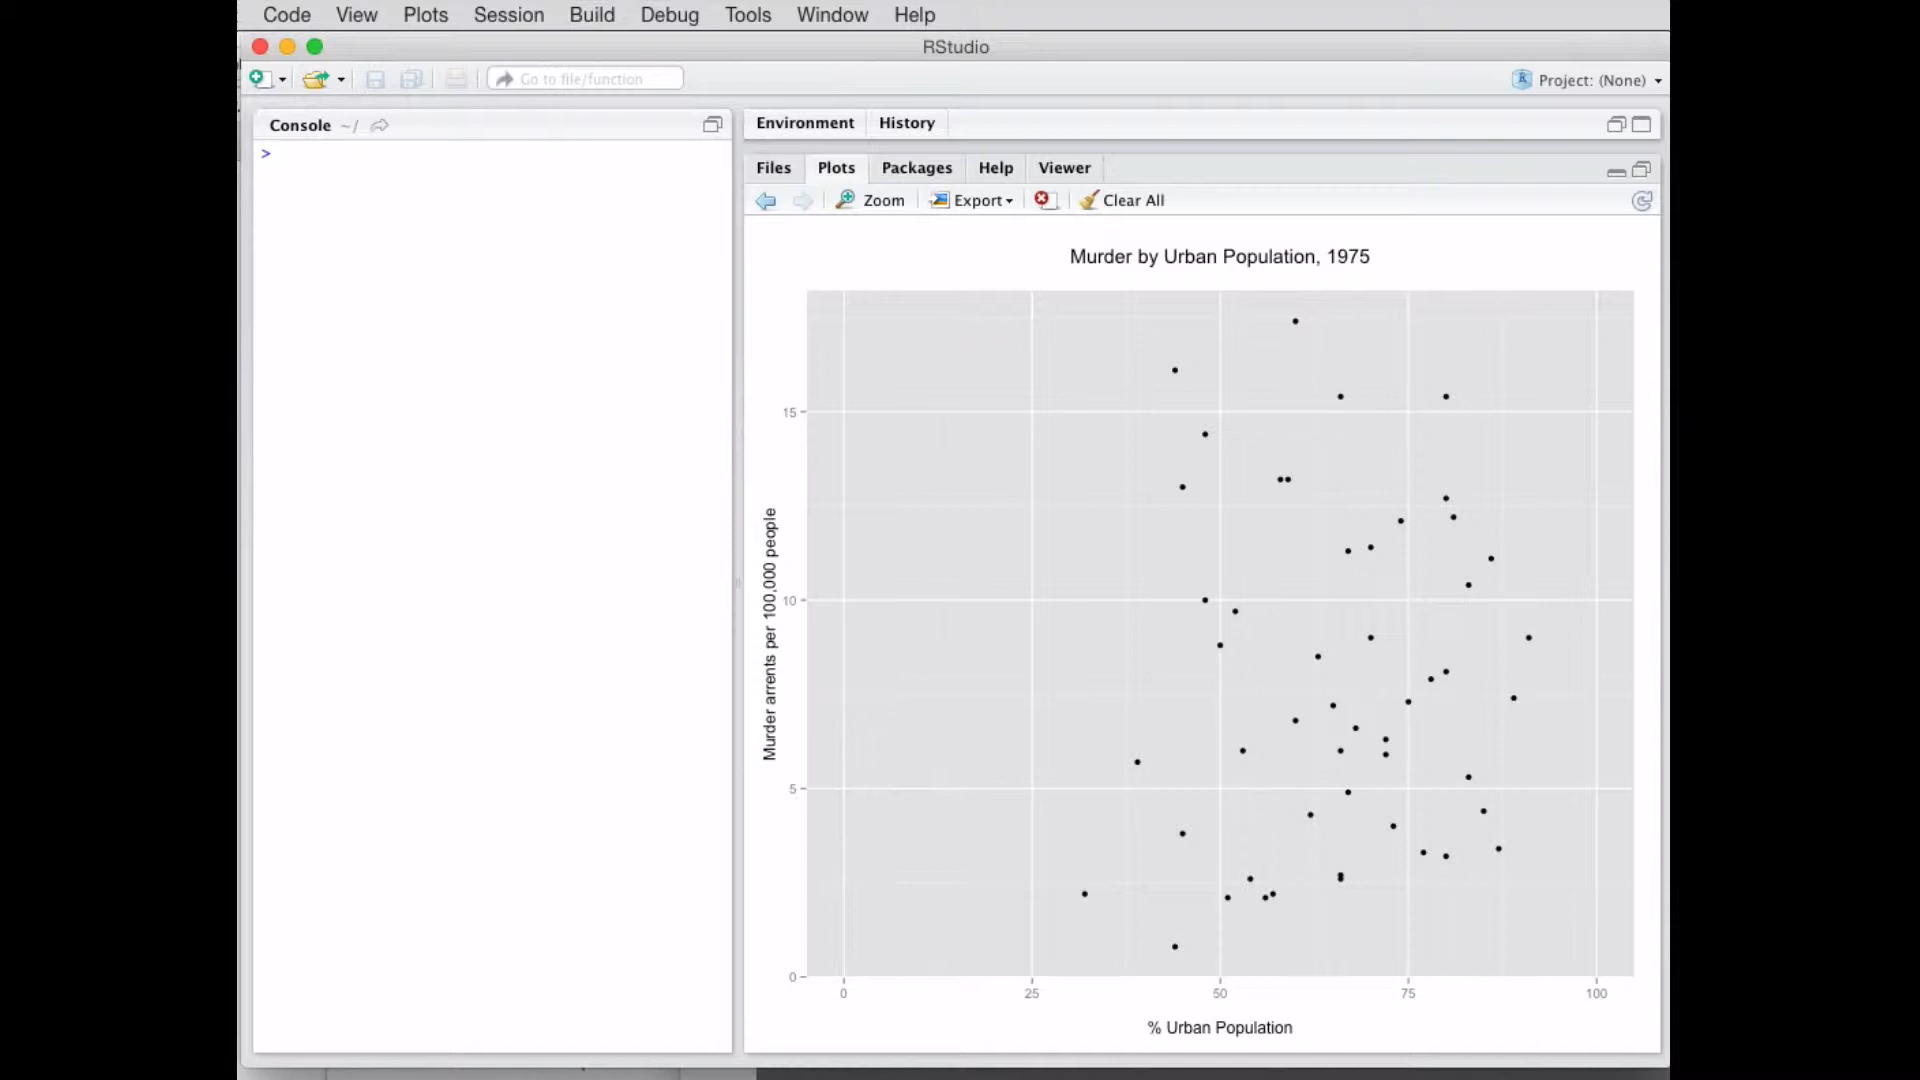 Code View Plots Session Build Debug Tools Window Help
RStudio
Go to file/function
Project: (None)
Console ~/
>
Environment History
Files Plots Packages Help Viewer
Zoom Export Clear All
Murder by Urban Population, 1975
Murder arrents per 100,000 people
15
10
5
0
0 25 50 75 100
% Urban Population